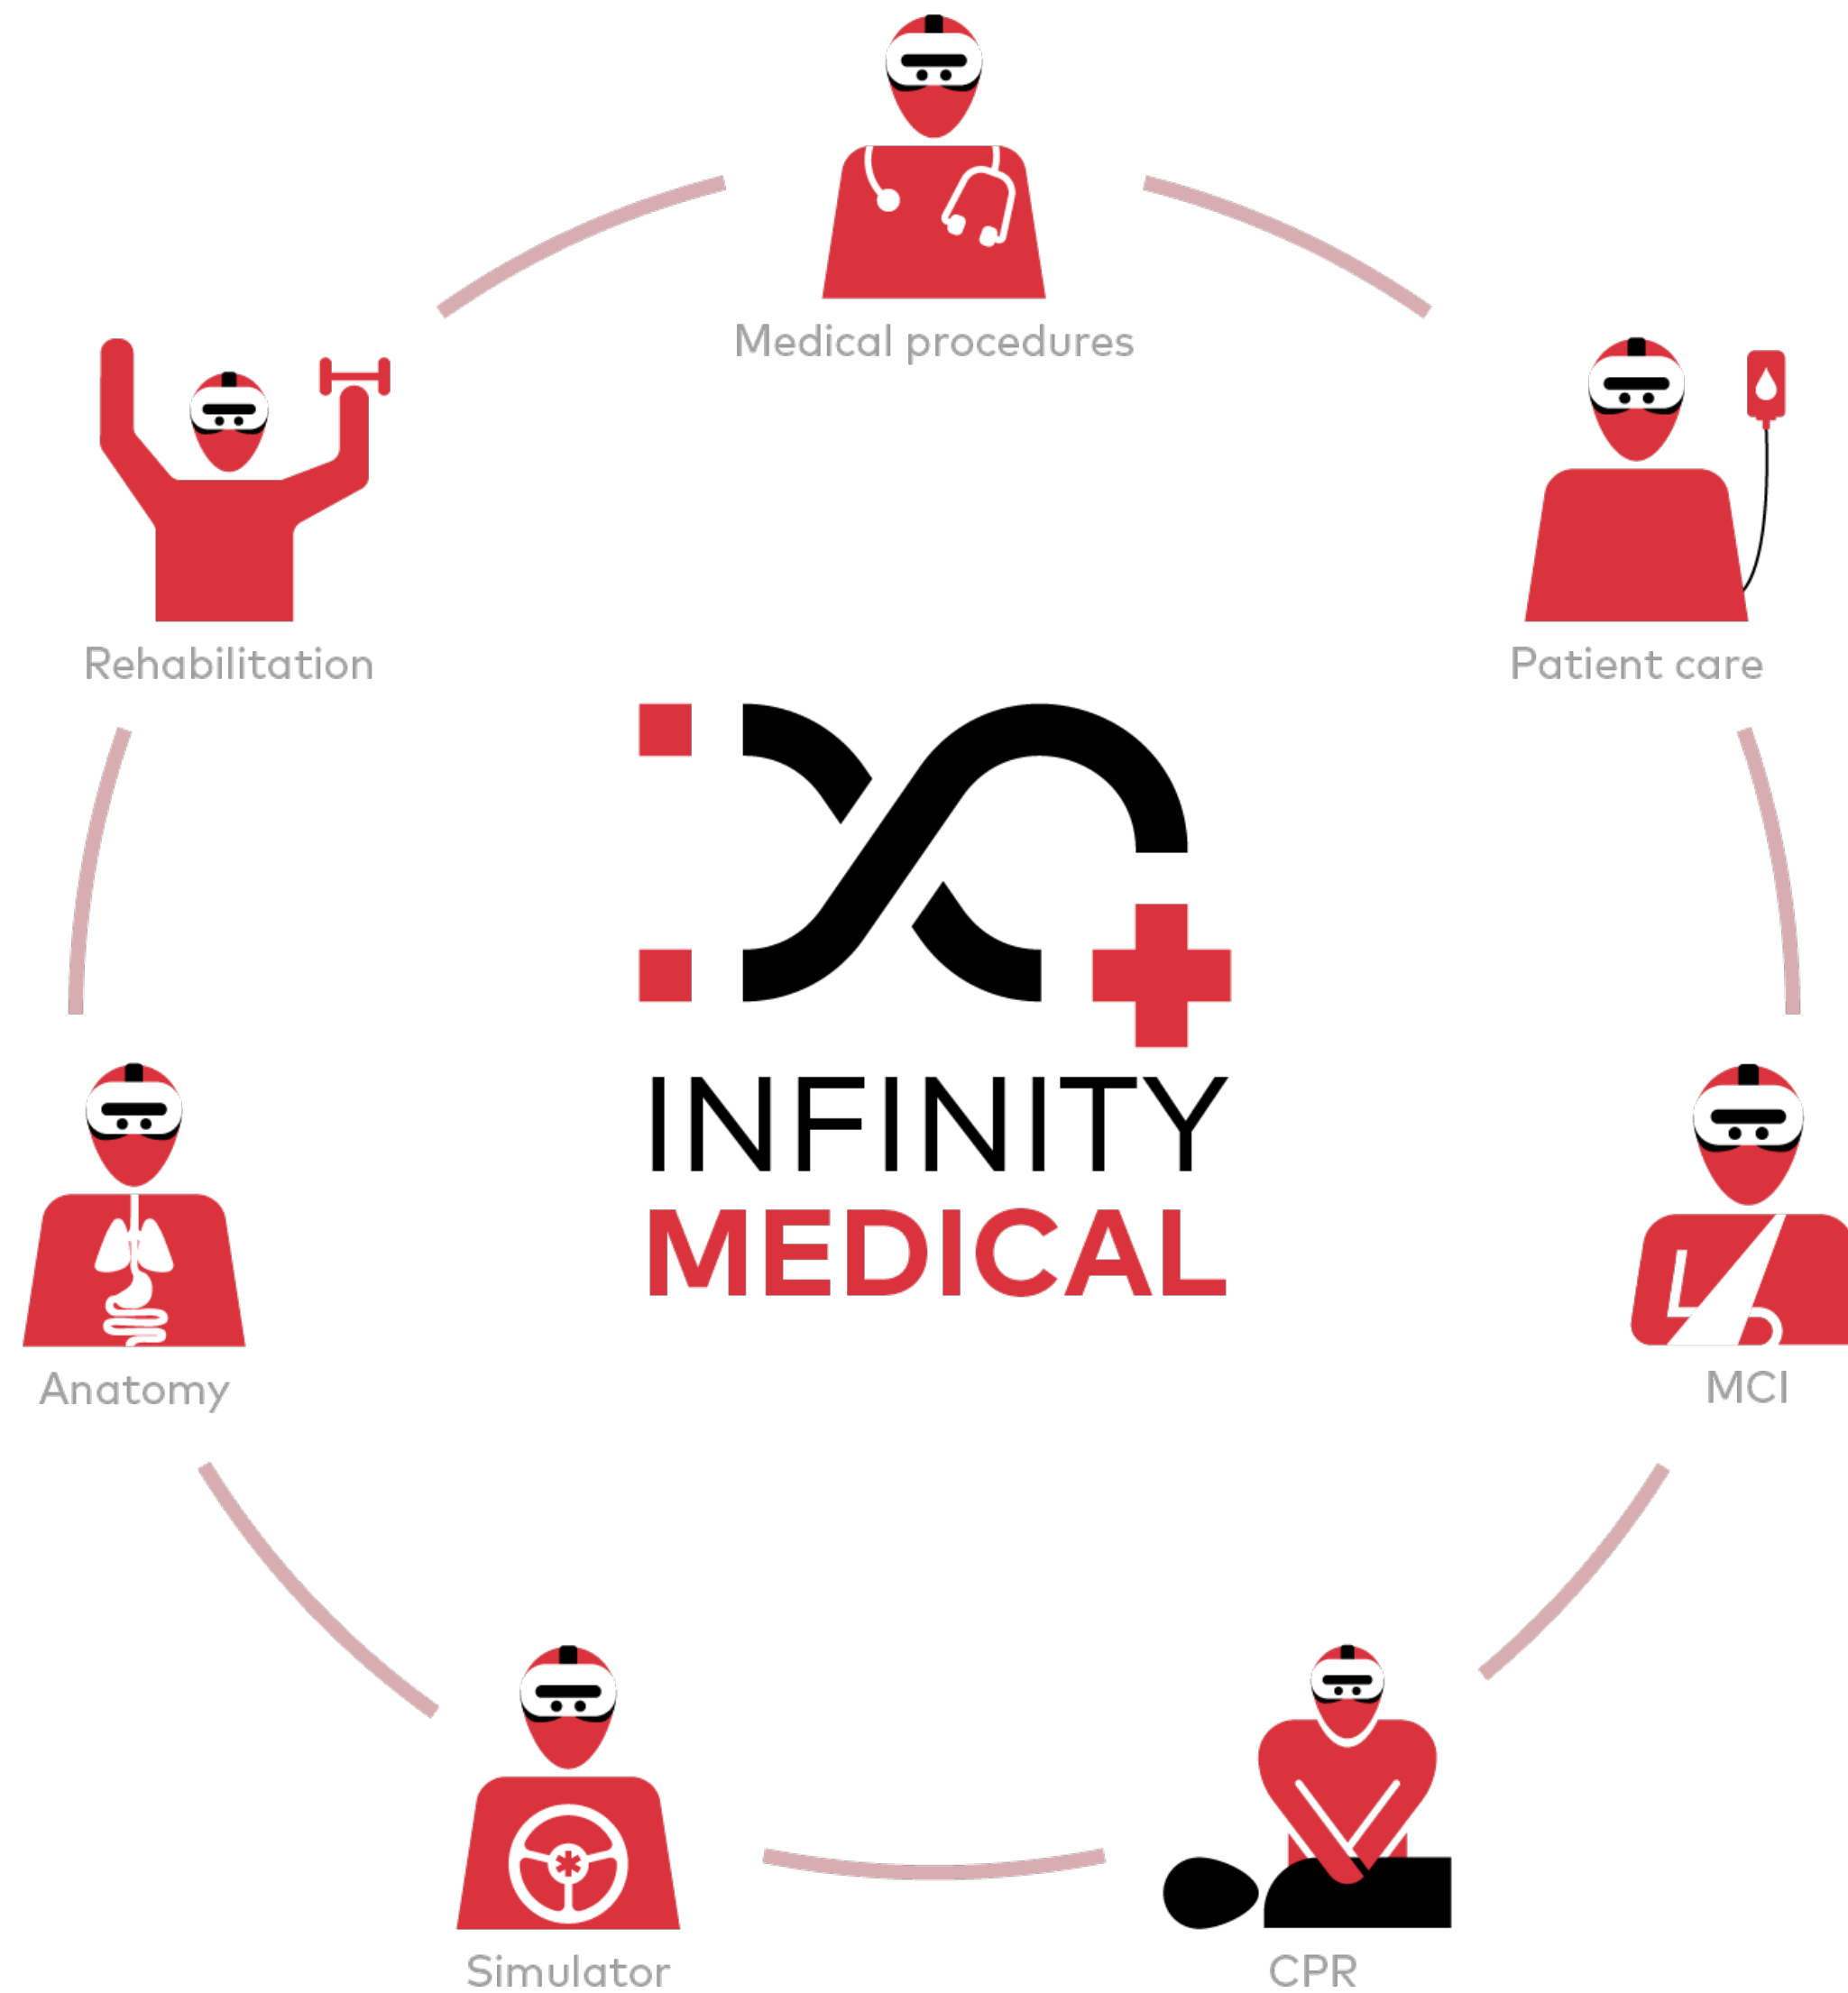 Medical procedures
Rehabilitation
Patient care
INFINITY
MEDICAL
Anatomy
MCI
Simulator
CPR